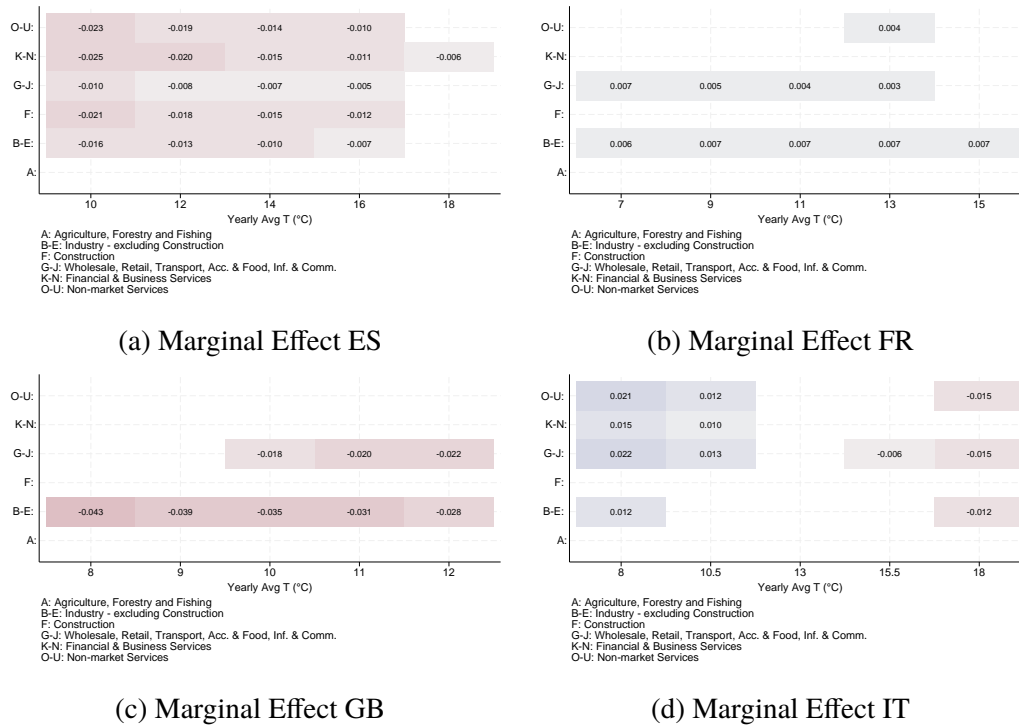 O-U: -0.023 -0.019 -0.014 -0.010
K-N: -0.025 -0.020 -0.015 -0.011 -0.006
G-J: -0.010 -0.008 -0.007 -0.005
F: -0.021 -0.018 -0.015 -0.012
B-E: -0.016 -0.013 -0.010 -0.007
A:
10 12 14 16 18
Yearly Avg T (°C)
A: Agriculture, Forestry and Fishing
B-E: Industry - excluding Construction
F: Construction
G-J: Wholesale, Retail, Transport, Acc. & Food, Inf. & Comm.
K-N: Financial & Business Services
O-U: Non-market Services
(a) Marginal Effect ES
O-U: 0.004
K-N:
G-J: 0.007 0.005 0.004 0.003
F:
B-E: 0.006 0.007 0.007 0.007 0.007
A:
7 9 11 13 15
Yearly Avg T (°C)
A: Agriculture, Forestry and Fishing
B-E: Industry - excluding Construction
F: Construction
G-J: Wholesale, Retail, Transport, Acc. & Food, Inf. & Comm.
K-N: Financial & Business Services
O-U: Non-market Services
(b) Marginal Effect FR
O-U:
K-N:
G-J: -0.018 -0.020 -0.022
F:
B-E: -0.043 -0.039 -0.035 -0.031 -0.028
A:
8 9 10 11 12
Yearly Avg T (°C)
A: Agriculture, Forestry and Fishing
B-E: Industry - excluding Construction
F: Construction
G-J: Wholesale, Retail, Transport, Acc. & Food, Inf. & Comm.
K-N: Financial & Business Services
O-U: Non-market Services
(c) Marginal Effect GB
O-U: 0.021 0.012 -0.015
K-N: 0.015 0.010
G-J: 0.022 0.013 -0.006 -0.015
F:
B-E: 0.012 -0.012
A:
8 10.5 13 15.5 18
Yearly Avg T (°C)
A: Agriculture, Forestry and Fishing
B-E: Industry - excluding Construction
F: Construction
G-J: Wholesale, Retail, Transport, Acc. & Food, Inf. & Comm.
K-N: Financial & Business Services
O-U: Non-market Services
(d) Marginal Effect IT